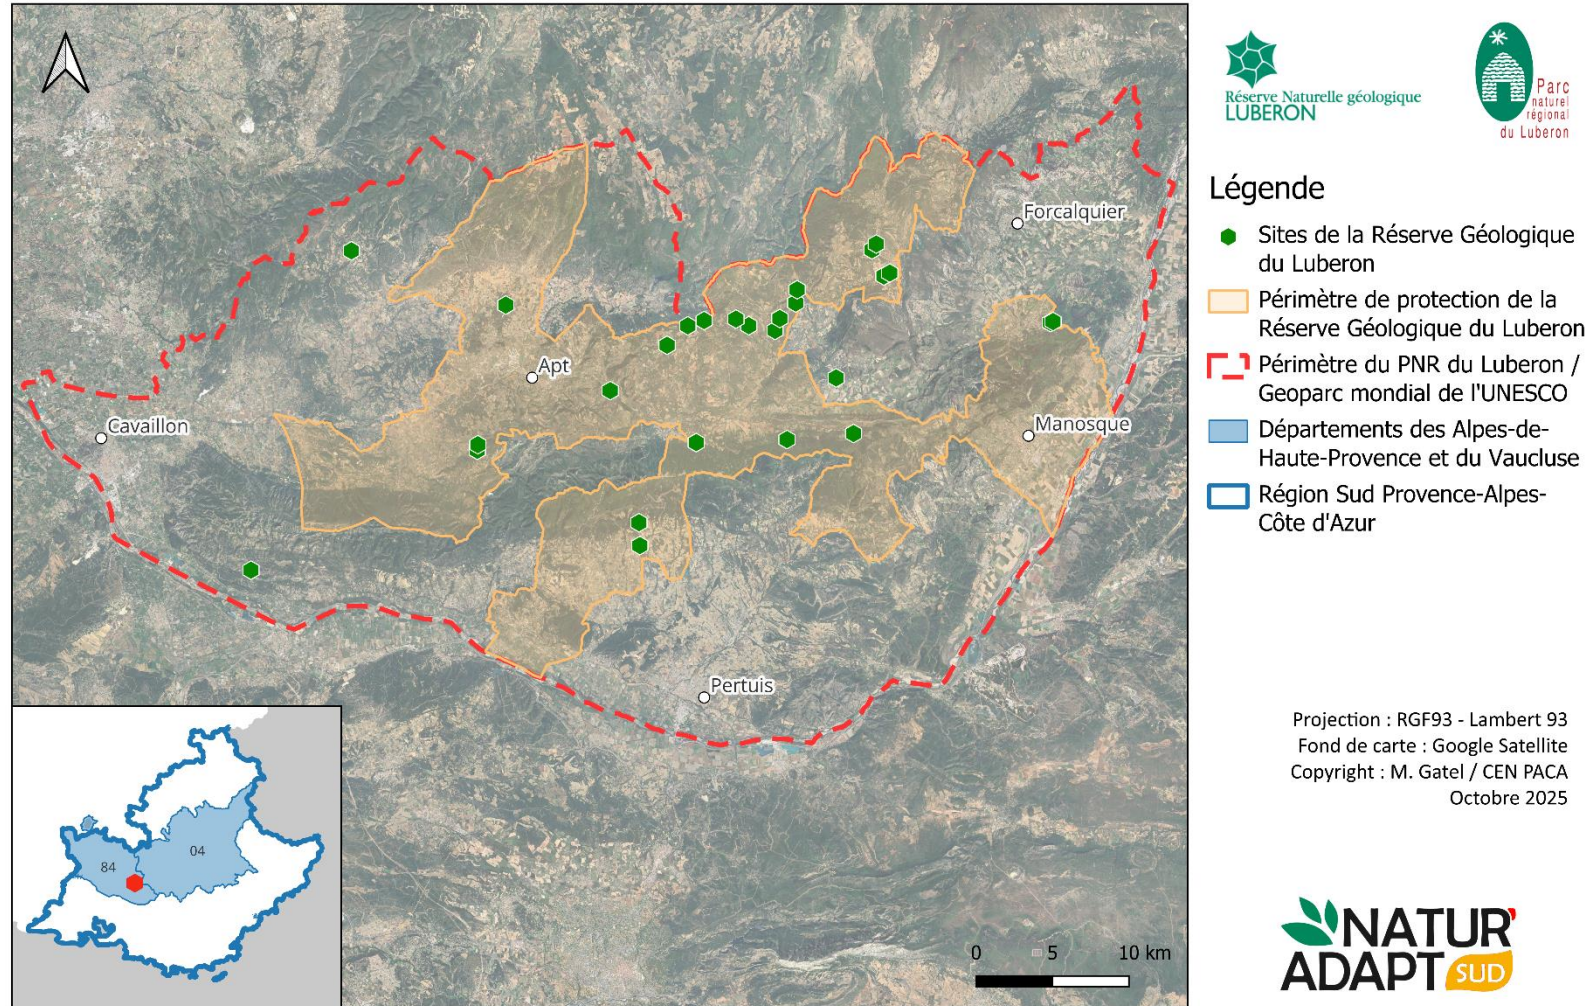 Forcalquier
Apt
Cavaillon
Manosque
Pertuis
84
04
0 5 10 km
Réserve Naturelle géologique
LUBERON
Parc
naturel
régional
du Luberon
Légende
Sites de la Réserve Géologique
du Luberon
Périmètre de protection de la
Réserve Géologique du Luberon
Périmètre du PNR du Luberon /
Geoparc mondial de l'UNESCO
Départements des Alpes-de-
Haute-Provence et du Vaucluse
Région Sud Provence-Alpes-
Côte d'Azur
Projection : RGF93 - Lambert 93
Fond de carte : Google Satellite
Copyright : M. Gatel / CEN PACA
Octobre 2025
NATUR'
ADAPT SUD